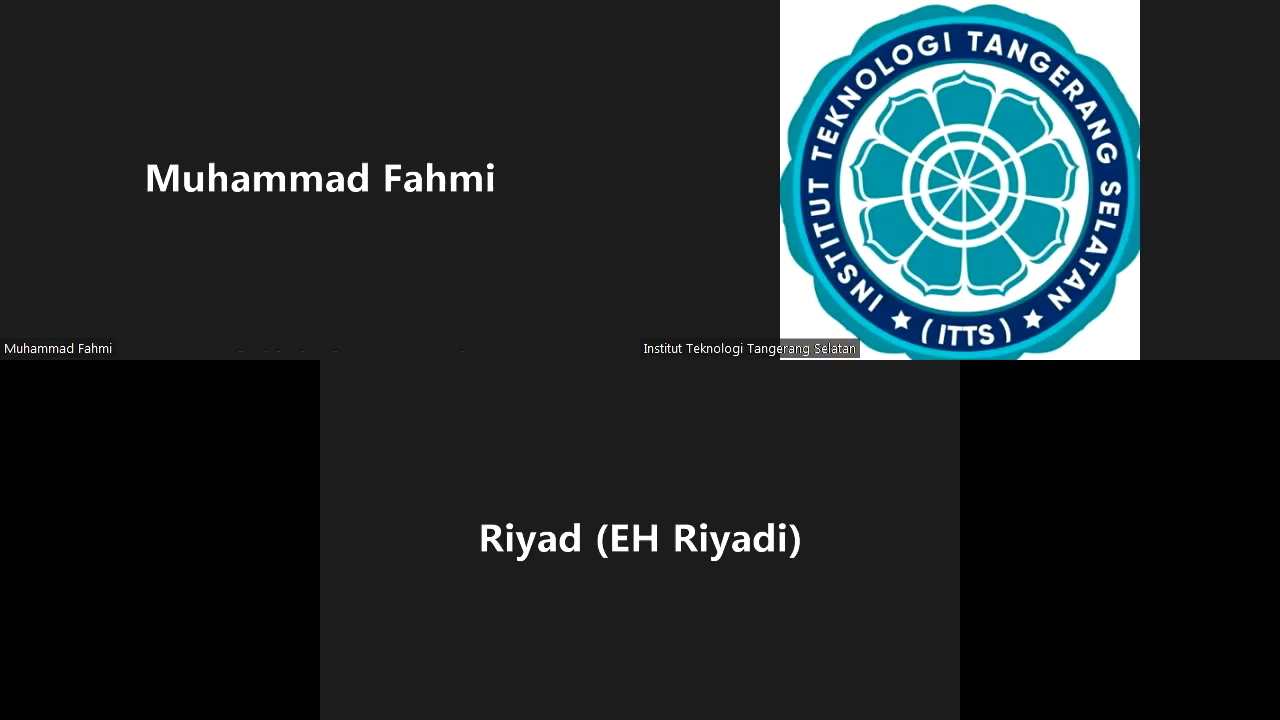 Muhammad Fahmi
INSTITUT TEKNOLOGI TANGERANG SELATAN
( ITTS )
Muhammad Fahmi
Institut Teknologi Tangerang Selatan
Riyad (EH Riyadi)